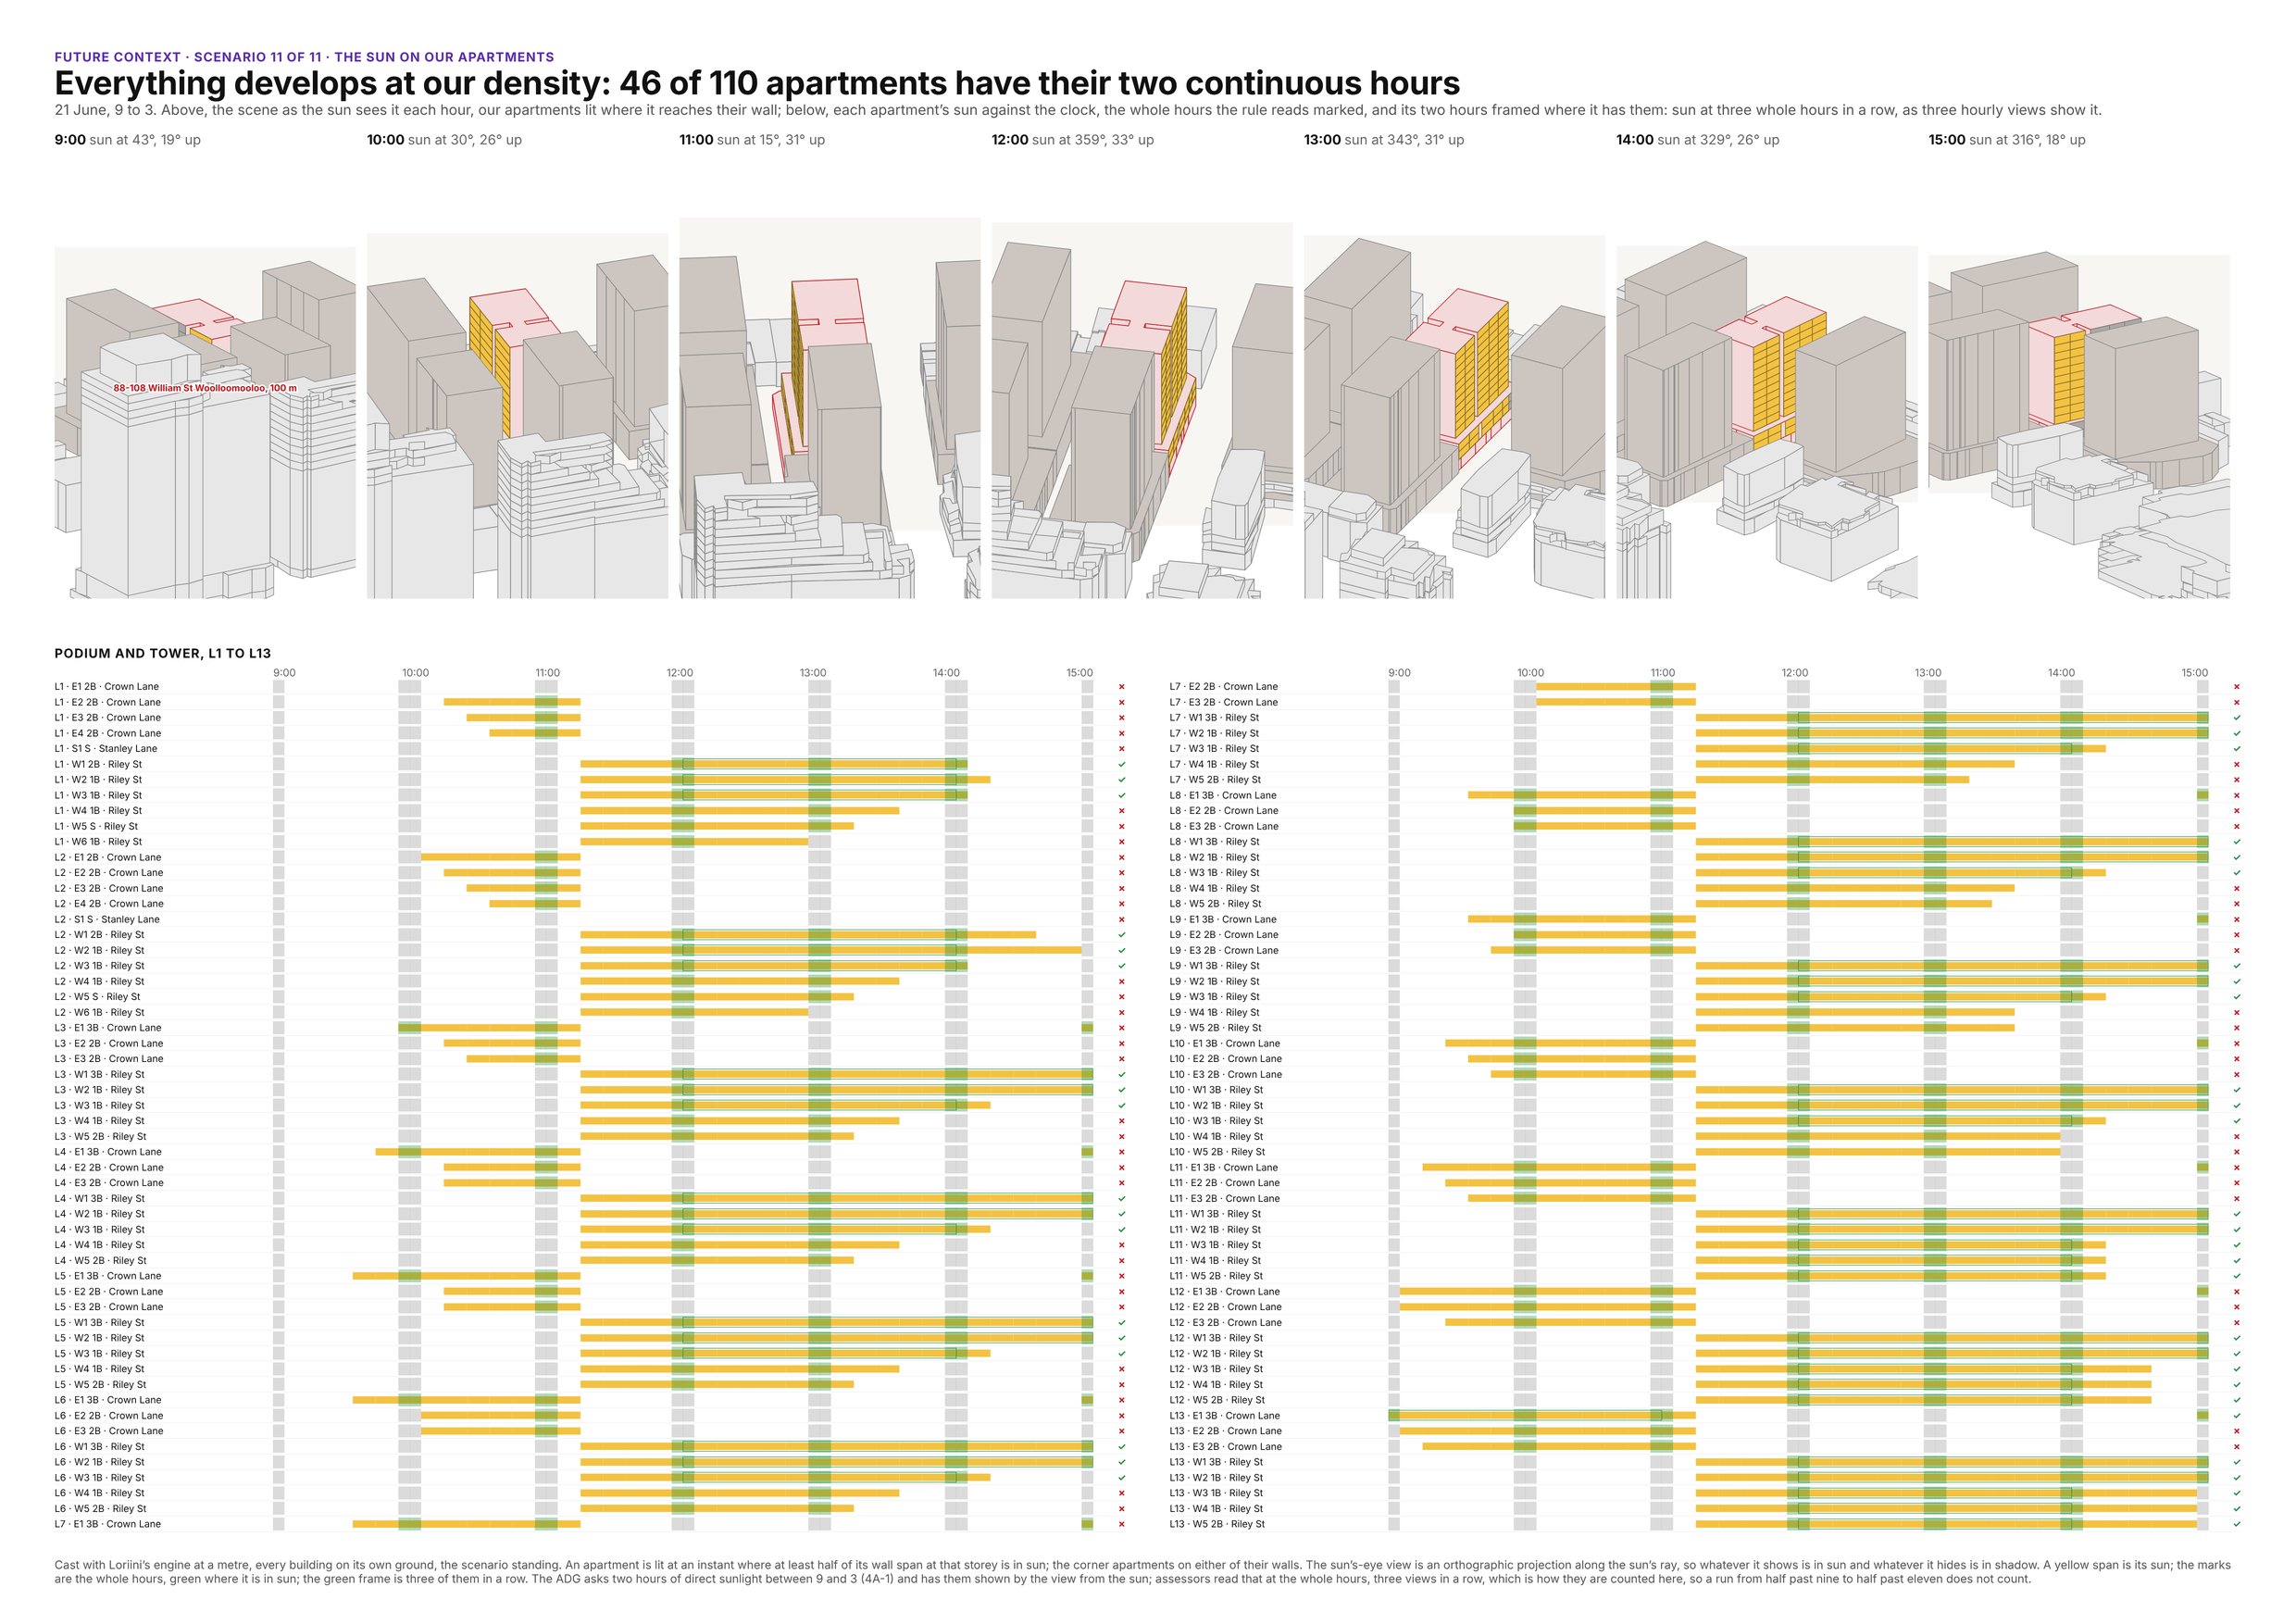 FUTURE CONTEXT · SCENARIO 11 OF 11 · THE SUN ON OUR APARTMENTS
Everything develops at our density: 46 of 110 apartments have their two continuous hours
21 June, 9 to 3. Above, the scene as the sun sees it each hour, our apartments lit where it reaches their wall; below, each apartment’s sun against the clock, the whole hours the rule reads marked, and its two hours framed where it has them: sun at three whole hours in a row, as three hourly views show it.
9:00 sun at 43°, 19° up
10:00 sun at 30°, 26° up
11:00 sun at 15°, 31° up
12:00 sun at 359°, 33° up
13:00 sun at 343°, 31° up
14:00 sun at 329°, 26° up
15:00 sun at 316°, 18° up
88-108 William St Woolloomooloo, 100 m
PODIUM AND TOWER, L1 TO L13
9:00 10:00 11:00 12:00 13:00 14:00 15:00
L1 · E1 2B · Crown Lane
L1 · E2 2B · Crown Lane
L1 · E3 2B · Crown Lane
L1 · E4 2B · Crown Lane
L1 · S1 S · Stanley Lane
L1 · W1 2B · Riley St
L1 · W2 1B · Riley St
L1 · W3 1B · Riley St
L1 · W4 1B · Riley St
L1 · W5 S · Riley St
L1 · W6 1B · Riley St
L2 · E1 2B · Crown Lane
L2 · E2 2B · Crown Lane
L2 · E3 2B · Crown Lane
L2 · E4 2B · Crown Lane
L2 · S1 S · Stanley Lane
L2 · W1 2B · Riley St
L2 · W2 1B · Riley St
L2 · W3 1B · Riley St
L2 · W4 1B · Riley St
L2 · W5 S · Riley St
L2 · W6 1B · Riley St
L3 · E1 3B · Crown Lane
L3 · E2 2B · Crown Lane
L3 · E3 2B · Crown Lane
L3 · W1 3B · Riley St
L3 · W2 1B · Riley St
L3 · W3 1B · Riley St
L3 · W4 1B · Riley St
L3 · W5 2B · Riley St
L4 · E1 3B · Crown Lane
L4 · E2 2B · Crown Lane
L4 · E3 2B · Crown Lane
L4 · W1 3B · Riley St
L4 · W2 1B · Riley St
L4 · W3 1B · Riley St
L4 · W4 1B · Riley St
L4 · W5 2B · Riley St
L5 · E1 3B · Crown Lane
L5 · E2 2B · Crown Lane
L5 · E3 2B · Crown Lane
L5 · W1 3B · Riley St
L5 · W2 1B · Riley St
L5 · W3 1B · Riley St
L5 · W4 1B · Riley St
L5 · W5 2B · Riley St
L6 · E1 3B · Crown Lane
L6 · E2 2B · Crown Lane
L6 · E3 2B · Crown Lane
L6 · W1 3B · Riley St
L6 · W2 1B · Riley St
L6 · W3 1B · Riley St
L6 · W4 1B · Riley St
L6 · W5 2B · Riley St
L7 · E1 3B · Crown Lane
9:00 10:00 11:00 12:00 13:00 14:00 15:00
L7 · E2 2B · Crown Lane
L7 · E3 2B · Crown Lane
L7 · W1 3B · Riley St
L7 · W2 1B · Riley St
L7 · W3 1B · Riley St
L7 · W4 1B · Riley St
L7 · W5 2B · Riley St
L8 · E1 3B · Crown Lane
L8 · E2 2B · Crown Lane
L8 · E3 2B · Crown Lane
L8 · W1 3B · Riley St
L8 · W2 1B · Riley St
L8 · W3 1B · Riley St
L8 · W4 1B · Riley St
L8 · W5 2B · Riley St
L9 · E1 3B · Crown Lane
L9 · E2 2B · Crown Lane
L9 · E3 2B · Crown Lane
L9 · W1 3B · Riley St
L9 · W2 1B · Riley St
L9 · W3 1B · Riley St
L9 · W4 1B · Riley St
L9 · W5 2B · Riley St
L10 · E1 3B · Crown Lane
L10 · E2 2B · Crown Lane
L10 · E3 2B · Crown Lane
L10 · W1 3B · Riley St
L10 · W2 1B · Riley St
L10 · W3 1B · Riley St
L10 · W4 1B · Riley St
L10 · W5 2B · Riley St
L11 · E1 3B · Crown Lane
L11 · E2 2B · Crown Lane
L11 · E3 2B · Crown Lane
L11 · W1 3B · Riley St
L11 · W2 1B · Riley St
L11 · W3 1B · Riley St
L11 · W4 1B · Riley St
L11 · W5 2B · Riley St
L12 · E1 3B · Crown Lane
L12 · E2 2B · Crown Lane
L12 · E3 2B · Crown Lane
L12 · W1 3B · Riley St
L12 · W2 1B · Riley St
L12 · W3 1B · Riley St
L12 · W4 1B · Riley St
L12 · W5 2B · Riley St
L13 · E1 3B · Crown Lane
L13 · E2 2B · Crown Lane
L13 · E3 2B · Crown Lane
L13 · W1 3B · Riley St
L13 · W2 1B · Riley St
L13 · W3 1B · Riley St
L13 · W4 1B · Riley St
L13 · W5 2B · Riley St
Cast with Loriini’s engine at a metre, every building on its own ground, the scenario standing. An apartment is lit at an instant where at least half of its wall span at that storey is in sun; the corner apartments on either of their walls. The sun’s-eye view is an orthographic projection along the sun’s ray, so whatever it shows is in sun and whatever it hides is in shadow. A yellow span is its sun; the marks
are the whole hours, green where it is in sun; the green frame is three of them in a row. The ADG asks two hours of direct sunlight between 9 and 3 (4A-1) and has them shown by the view from the sun; assessors read that at the whole hours, three views in a row, which is how they are counted here, so a run from half past nine to half past eleven does not count.